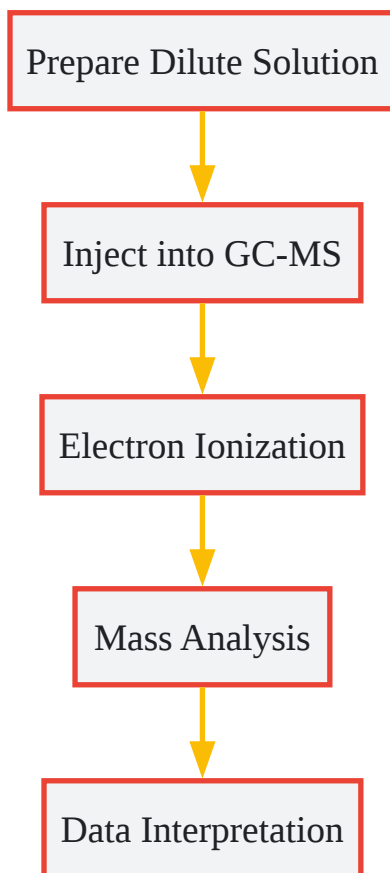 Prepare Dilute Solution
Inject into GC-MS
Electron Ionization
Mass Analysis
Data Interpretation